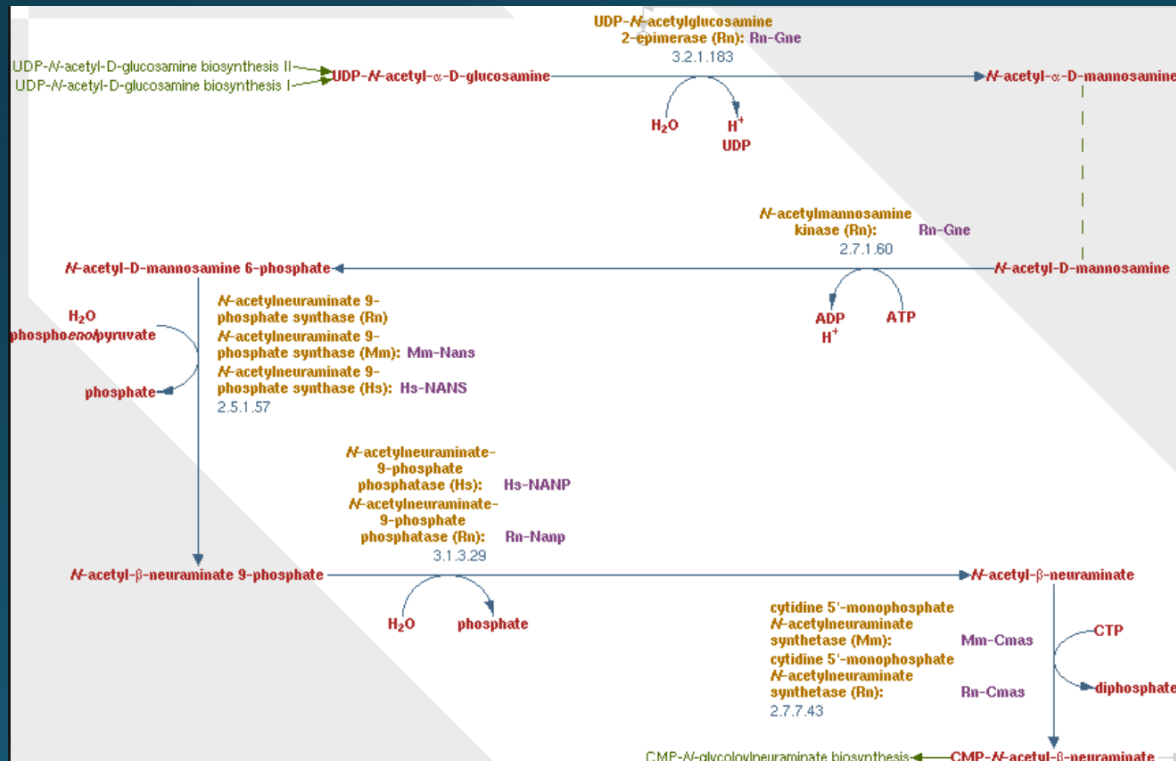 UDP-N-acetylglucosamine
2-epimerase (Rn): Rn-Gne
3.2.1.183
UDP-N-acetyl-D-glucosamine biosynthesis II
UDP-N-acetyl-D-glucosamine biosynthesis I
UDP-N-acetyl-α-D-glucosamine
N-acetyl-α-D-mannosamine
H₂O
H⁺
UDP
N-acetylmannosamine
kinase (Rn): Rn-Gne
2.7.1.60
N-acetyl-D-mannosamine 6-phosphate
N-acetyl-D-mannosamine
ADP
H⁺
ATP
H₂O
phosphoenolpyruvate
phosphate
N-acetylneuraminate 9-
phosphate synthase (Rn)
N-acetylneuraminate 9-
phosphate synthase (Mm): Mm-Nans
N-acetylneuraminate 9-
phosphate synthase (Hs): Hs-NANS
2.5.1.57
N-acetylneuraminate-
9-phosphate
phosphatase (Hs): Hs-NANP
N-acetylneuraminate-
9-phosphate
phosphatase (Rn): Rn-Nanp
3.1.3.29
N-acetyl-β-neuraminate 9-phosphate
N-acetyl-β-neuraminate
H₂O
phosphate
cytidine 5'-monophosphate
N-acetylneuraminate
synthetase (Mm): Mm-Cmas
cytidine 5'-monophosphate
N-acetylneuraminate
synthetase (Rn): Rn-Cmas
2.7.7.43
CTP
diphosphate
CMP-N-glycoloylneuraminate biosynthesis
CMP-N-acetyl-β-neuraminate